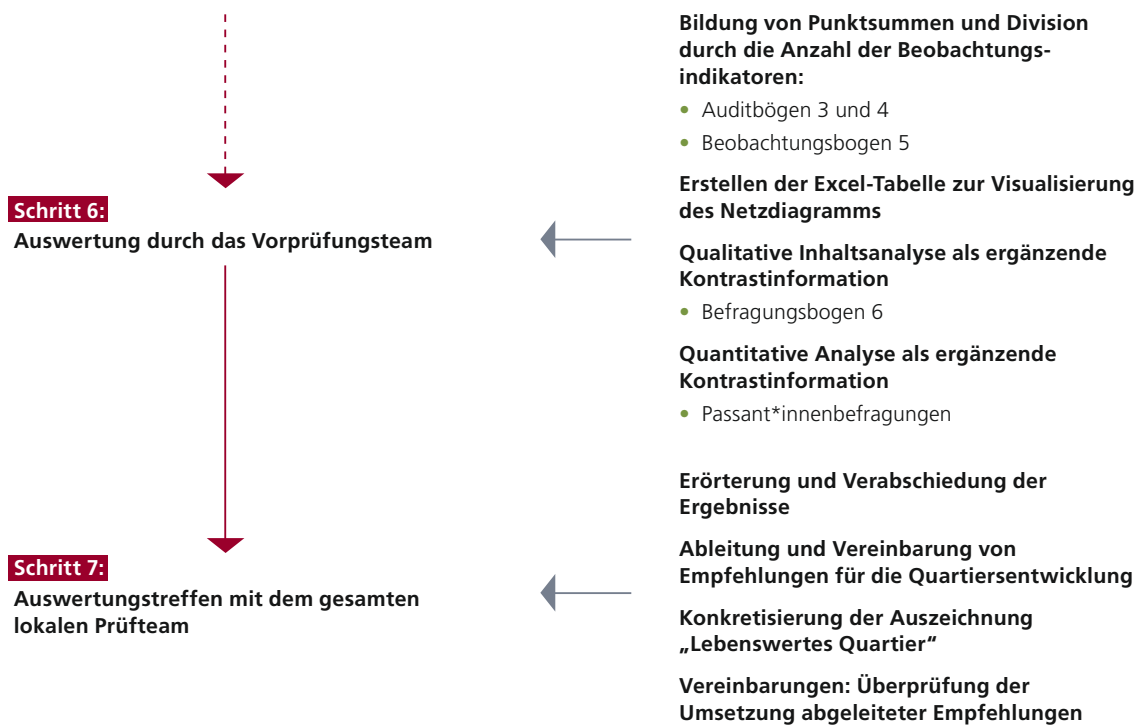 Bildung von Punktsummen und Division
durch die Anzahl der Beobachtungs-
indikatoren:
• Auditbögen 3 und 4
• Beobachtungsbogen 5
Erstellen der Excel-Tabelle zur Visualisierung
des Netzdiagramms
Schritt 6:
Auswertung durch das Vorprüfungsteam
Qualitative Inhaltsanalyse als ergänzende
Kontrastinformation
• Befragungsbogen 6
Quantitative Analyse als ergänzende
Kontrastinformation
• Passant*innenbefragungen
Erörterung und Verabschiedung der
Ergebnisse
Schritt 7:
Auswertungstreffen mit dem gesamten
lokalen Prüfteam
Ableitung und Vereinbarung von
Empfehlungen für die Quartiersentwicklung
Konkretisierung der Auszeichnung
„Lebenswertes Quartier“
Vereinbarungen: Überprüfung der
Umsetzung abgeleiteter Empfehlungen